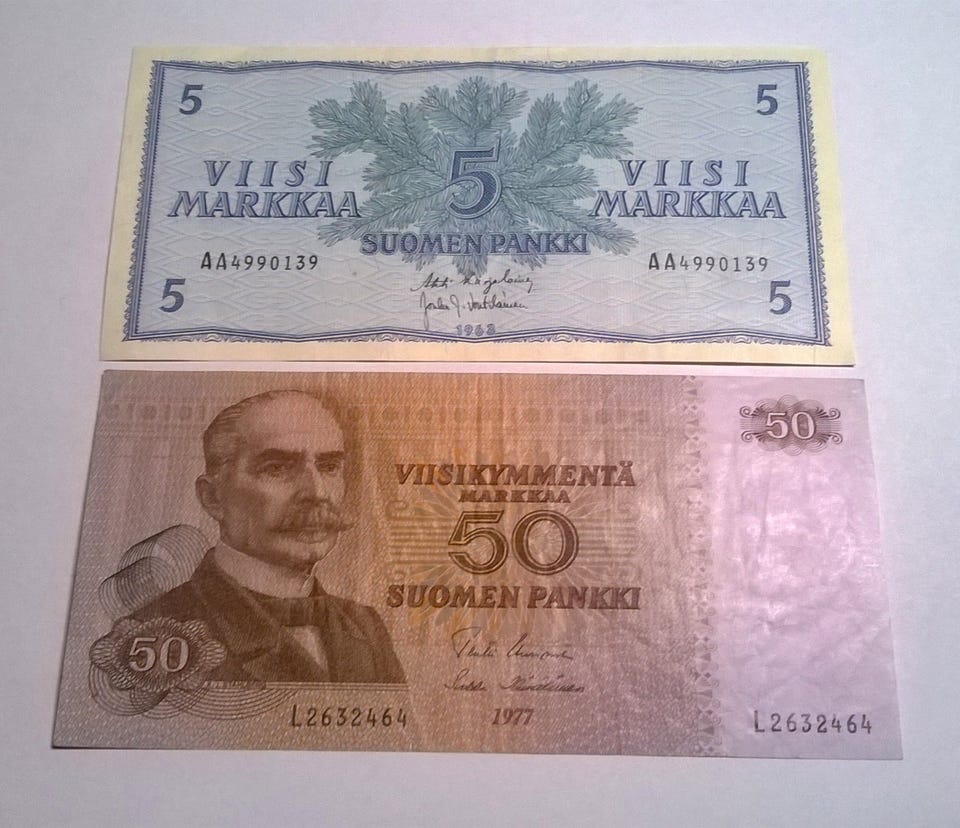 5 5
VIISI MARKKAA
5
VIISI MARKKAA
SUOMEN PANKKI
AA4990139 AA4990139
5 5
1963
50
VIISIKYMMENTÄ
MARKKAA
50
SUOMEN PANKKI
50
L2632464 1977 L2632464